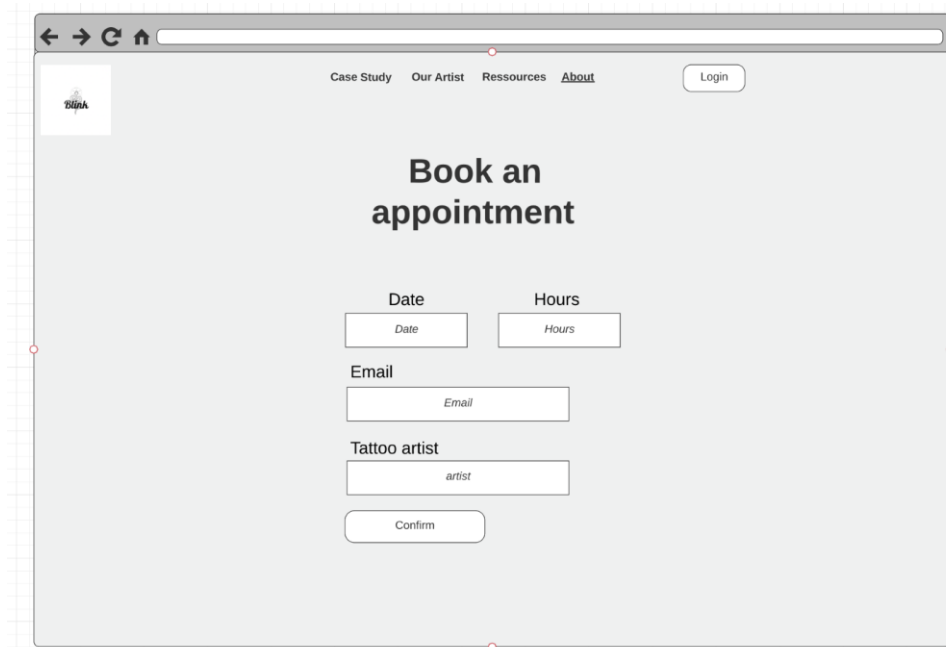 Blink
Case Study Our Artist Ressources About Login
Book an
appointment
Date Hours
Date Hours
Email
Email
Tattoo artist
artist
Confirm